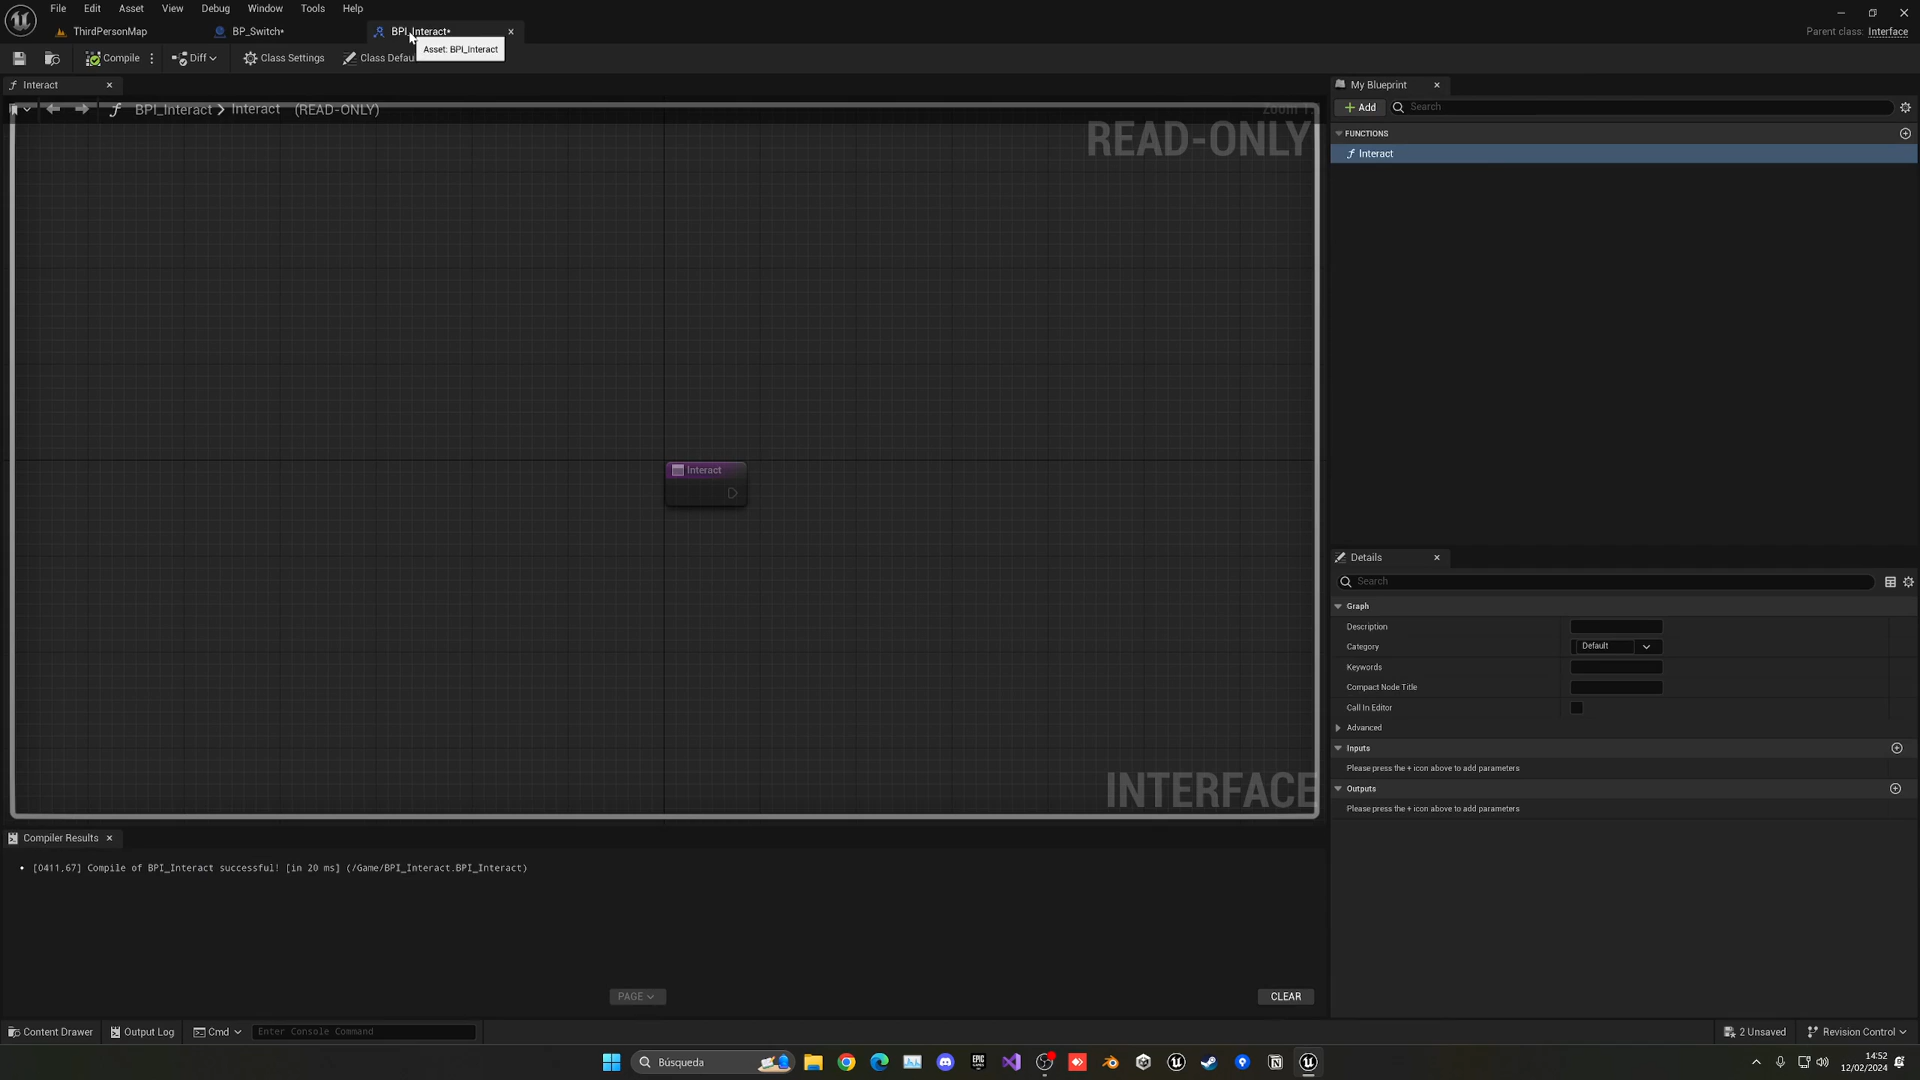 File Edit Asset View Debug Window Tools Help
ThirdPersonMap BP_Switch* BPI_Interact* Parent class: Interface
Asset: BPI_Interact
Compile Diff Class Settings Class Defau
Interact
BPI_Interact > Interact (READ-ONLY)
READ-ONLY
Interact
INTERFACE
My Blueprint
Add Search
FUNCTIONS
Interact
Details
Search
Graph
Description
Category Default
Keywords
Compact Node Title
Call In Editor
Advanced
Inputs
Please press the + icon above to add parameters
Outputs
Please press the + icon above to add parameters
Compiler Results
[0411,67] Compile of BPI_Interact successful! [in 20 ms] (/Game/BPI_Interact.BPI_Interact)
PAGE CLEAR
Content Drawer Output Log Cmd Enter Console Command 2 Unsaved Revision Control
Búsqueda
14:52
12/02/2024